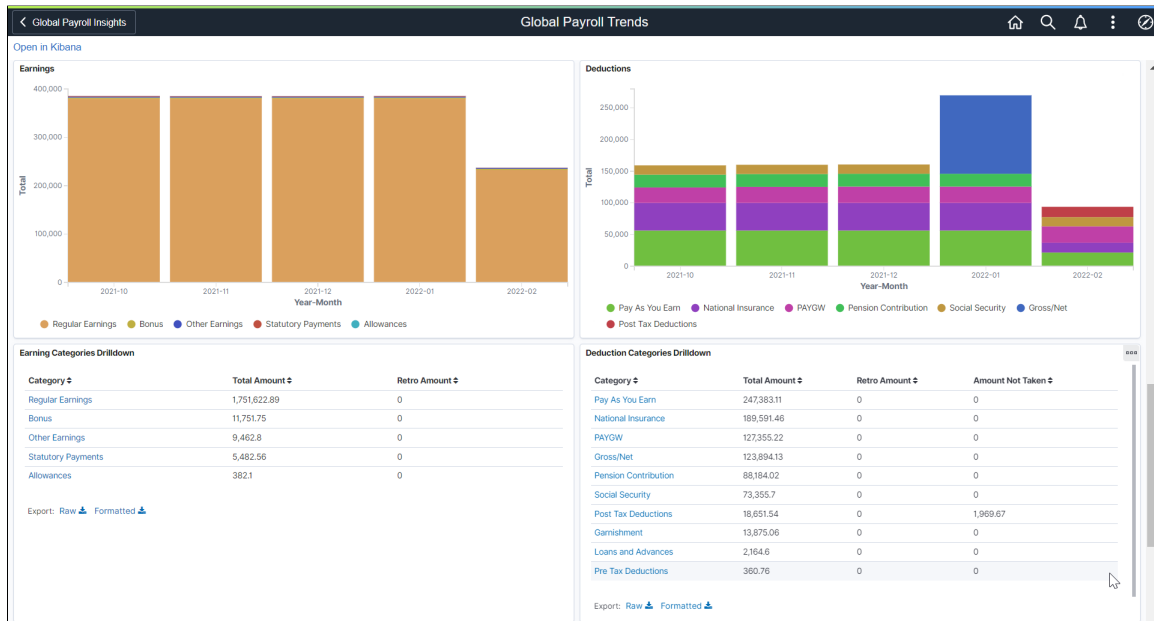 Global Payroll Insights
Global Payroll Trends
Open in Kibana
Earnings
400,000
300,000
200,000
100,000
0
Total
2021-10 2021-11 2021-12 2022-01 2022-02
Year-Month
Regular Earnings Bonus Other Earnings Statutory Payments Allowances
Deductions
250,000
200,000
150,000
100,000
50,000
0
Total
2021-10 2021-11 2021-12 2022-01 2022-02
Year-Month
Pay As You Earn National Insurance PAYGW Pension Contribution Social Security Gross/Net
Post Tax Deductions
Earning Categories Drilldown
Category Total Amount Retro Amount
Regular Earnings 1,751,622.89 0
Bonus 11,751.75 0
Other Earnings 9,462.8 0
Statutory Payments 5,482.56 0
Allowances 382.1 0
Export: Raw Formatted
Deduction Categories Drilldown
Category Total Amount Retro Amount Amount Not Taken
Pay As You Earn 247,383.11 0 0
National Insurance 189,591.46 0 0
PAYGW 127,355.22 0 0
Gross/Net 123,894.13 0 0
Pension Contribution 88,184.02 0 0
Social Security 73,355.7 0 0
Post Tax Deductions 18,651.54 0 1,969.67
Garnishment 13,875.06 0 0
Loans and Advances 2,164.6 0 0
Pre Tax Deductions 360.76 0 0
Export: Raw Formatted